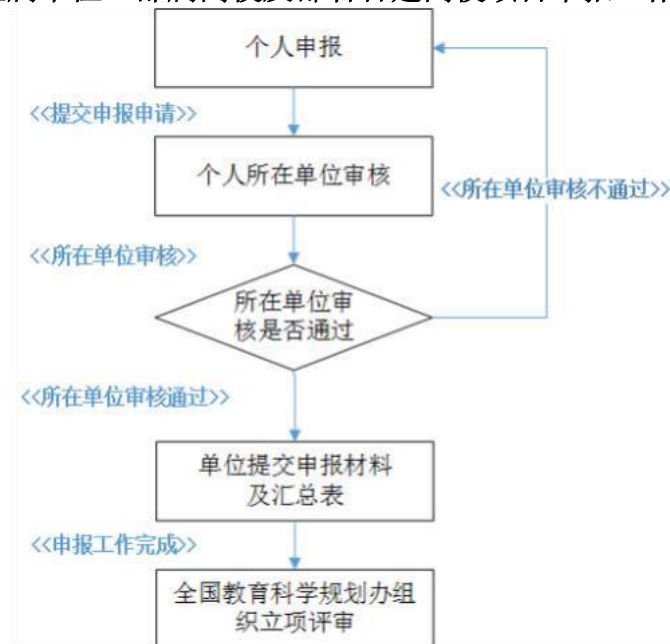 个人申报
<<提交申报申请>>
个人所在单位审核
<<所在单位审核不通过>>
<<所在单位审核>>
所在单位审
核是否通过
<<所在单位审核通过>>
单位提交申报材料
及汇总表
<<申报工作完成>>
全国教育科学规划办组
织立项评审